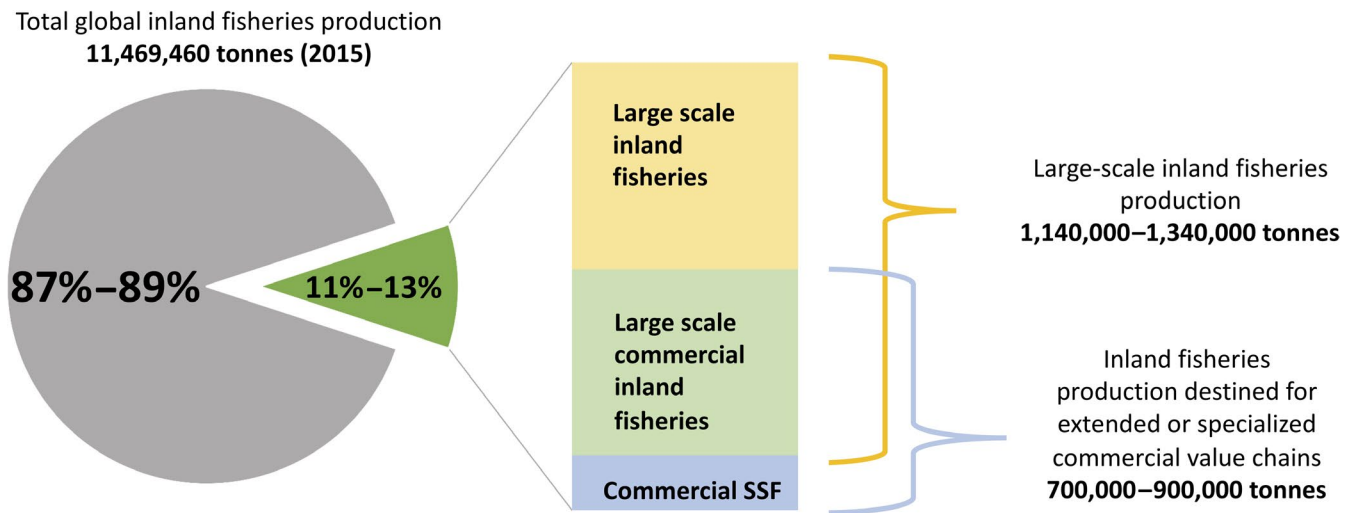 Total global inland fisheries production
11,469,460 tonnes (2015)
87%–89%
11%–13%
Large scale
inland
fisheries
Large scale
commercial
inland
fisheries
Commercial SSF
Large-scale inland fisheries
production
1,140,000–1,340,000 tonnes
Inland fisheries
production destined for
extended or specialized
commercial value chains
700,000–900,000 tonnes